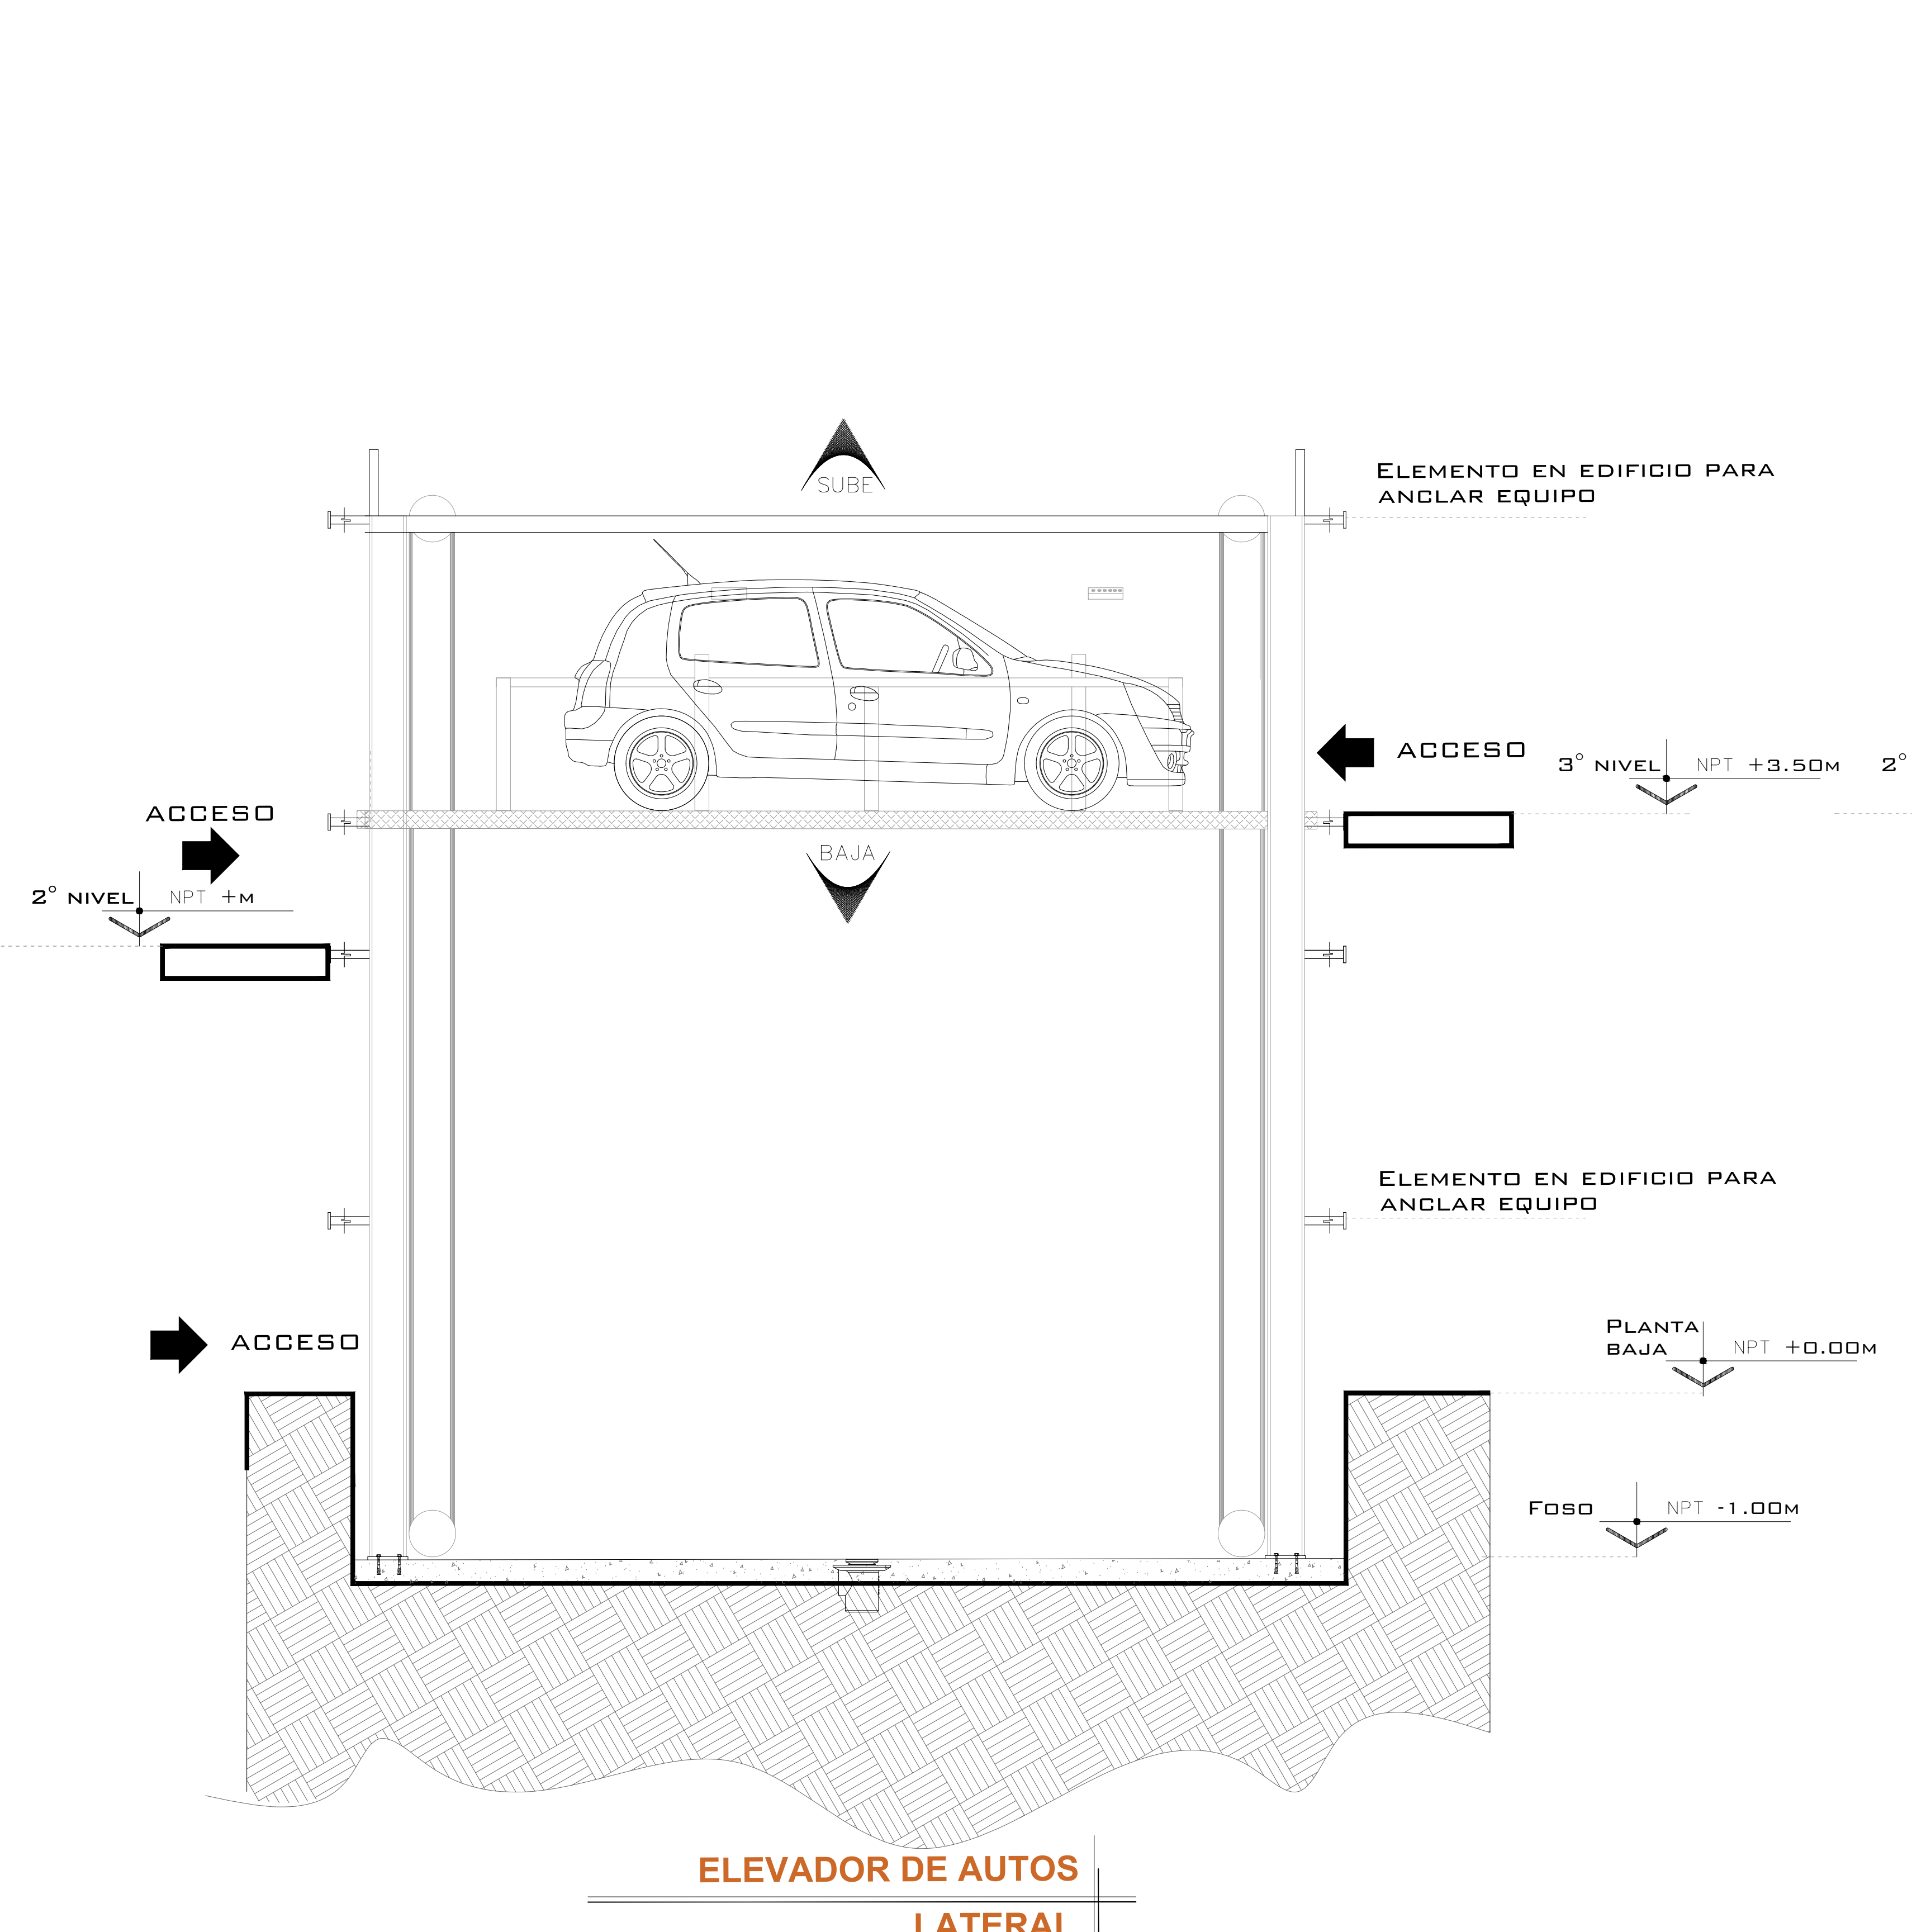 SUBE
ELEMENTO EN EDIFICIO PARA
ANCLAR EQUIPO
ACCESO
3° NIVEL NPT +3.50M
2°
ACCESO
BAJA
2° NIVEL NPT +M
ELEMENTO EN EDIFICIO PARA
ANCLAR EQUIPO
ACCESO
PLANTA
BAJA NPT +0.00M
FOSO NPT -1.00M
ELEVADOR DE AUTOS
LATERAL